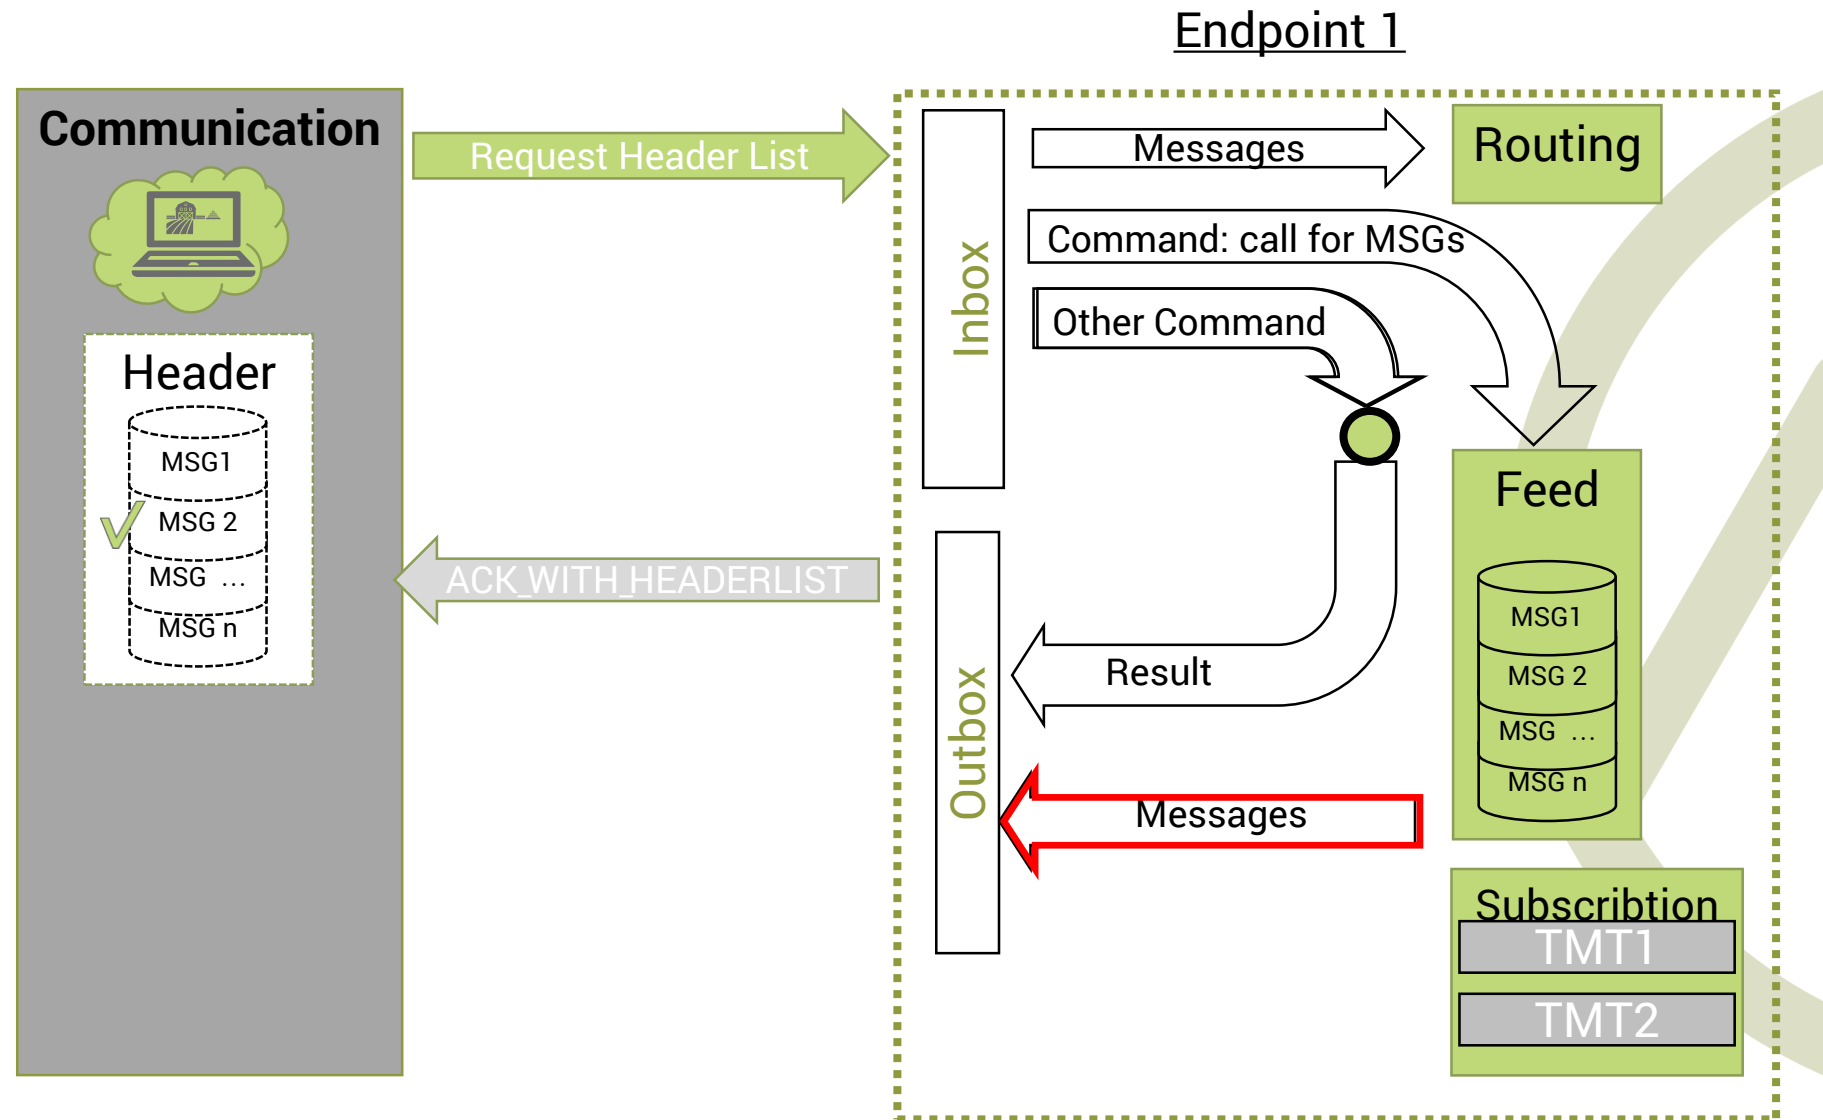 Endpoint 1
Communication
Request Header List
Messages
Routing
Command: call for MSGs
Inbox
Other Command
Header
MSG1
MSG 2
MSG ...
MSG n
Feed
MSG1
MSG 2
MSG ...
MSG n
ACK_WITH_HEADERLIST
Result
Outbox
Messages
Subscribtion
TMT1
TMT2